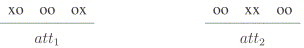 xo oo ox oo xx oo
att₁ att₂